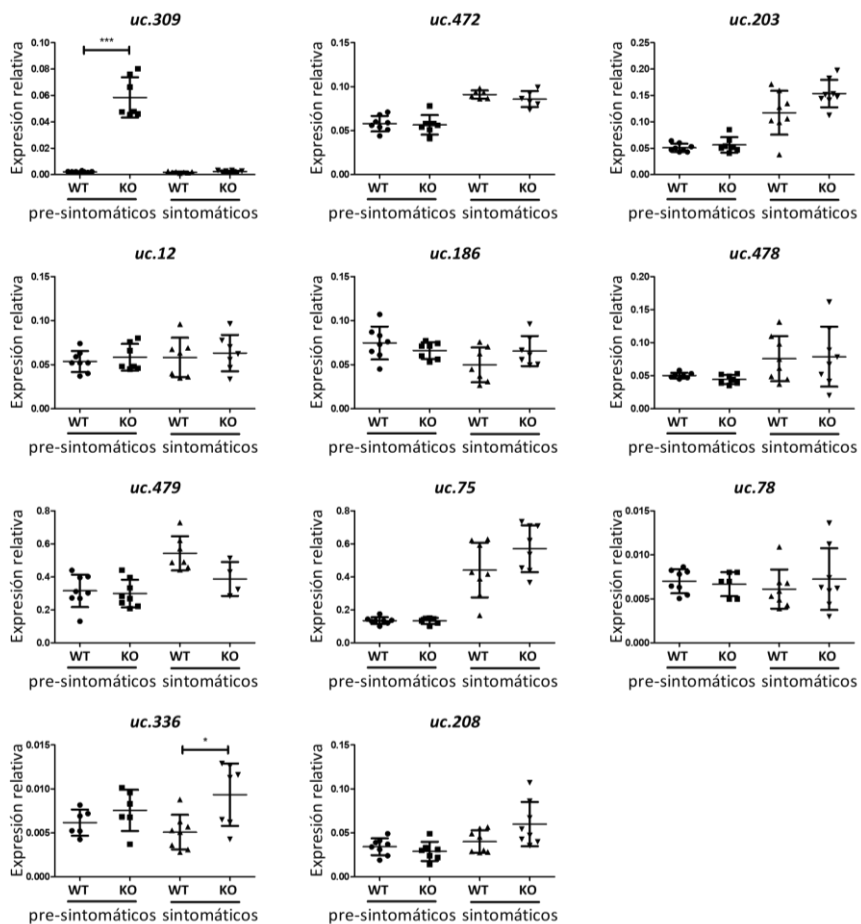 uc.309
Expresión relativa
0.10
0.08
0.06
0.04
0.02
0.00
***
WT KO WT KO
pre-sintomáticos sintomáticos
uc.472
Expresión relativa
0.15
0.10
0.05
0.00
WT KO WT KO
pre-sintomáticos sintomáticos
uc.203
Expresión relativa
0.25
0.20
0.15
0.10
0.05
0.00
WT KO WT KO
pre-sintomáticos sintomáticos
uc.12
Expresión relativa
0.15
0.10
0.05
0.00
WT KO WT KO
pre-sintomáticos sintomáticos
uc.186
Expresión relativa
0.15
0.10
0.05
0.00
WT KO WT KO
pre-sintomáticos sintomáticos
uc.478
Expresión relativa
0.20
0.15
0.10
0.05
0.00
WT KO WT KO
pre-sintomáticos sintomáticos
uc.479
Expresión relativa
0.8
0.6
0.4
0.2
0.0
WT KO WT KO
pre-sintomáticos sintomáticos
uc.75
Expresión relativa
0.8
0.6
0.4
0.2
0.0
WT KO WT KO
pre-sintomáticos sintomáticos
uc.78
Expresión relativa
0.015
0.010
0.005
0.000
WT KO WT KO
pre-sintomáticos sintomáticos
uc.336
Expresión relativa
0.015
0.010
0.005
0.000
*
WT KO WT KO
pre-sintomáticos sintomáticos
uc.208
Expresión relativa
0.15
0.10
0.05
0.00
WT KO WT KO
pre-sintomáticos sintomáticos